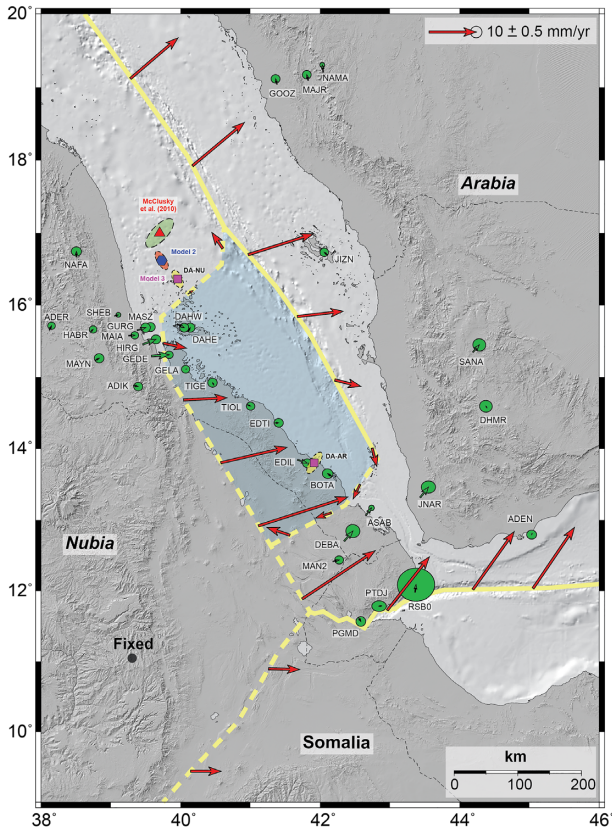 20°
10 ± 0.5 mm/yr
NAMA
GOOZ
MAJR
18°
Arabia
McClusky
et al. (2010)
Model 2
NAFA
JIZN
Model 3
DA-NU
16°
SHEB
MASZ
DAHW
ADER
GURG
HABR
MAIA
DAHE
HIRG
SANA
MAYN
GEDE
GELA
ADIK
TIGE
TIOL
DHMR
EDTI
14°
EDIL
DA-AR
BOTA
JNAR
ASAB
ADEN
Nubia
DEBA
MAN2
12°
PTDJ
RSB0
PGMD
Fixed
Somalia
km
10°
0 100 200
38 40 42 44 46